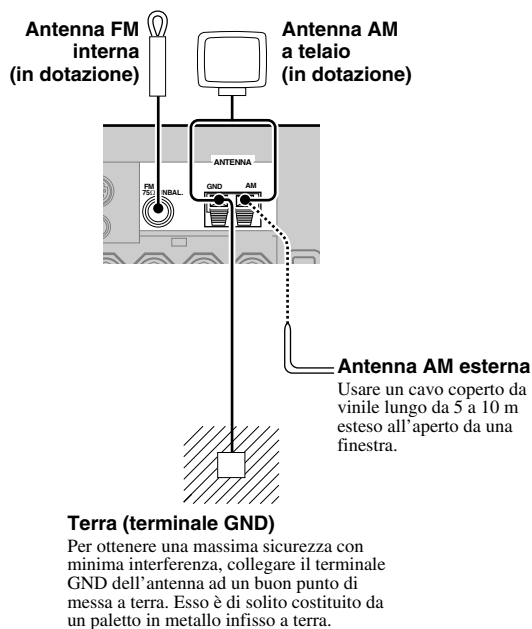 Antenna FM
interna
(in dotazione)
Antenna AM
a telaio
(in dotazione)
ANTENNA
GND
AM
FM
75Ω UNBAL.
Antenna AM esterna
Usare un cavo coperto da
vinile lungo da 5 a 10 m
esteso all'aperto da una
finestra.
Terra (terminale GND)
Per ottenere una massima sicurezza con
minima interferenza, collegare il terminale
GND dell'antenna ad un buon punto di
messa a terra. Esso è di solito costituito da
un paletto in metallo infisso a terra.